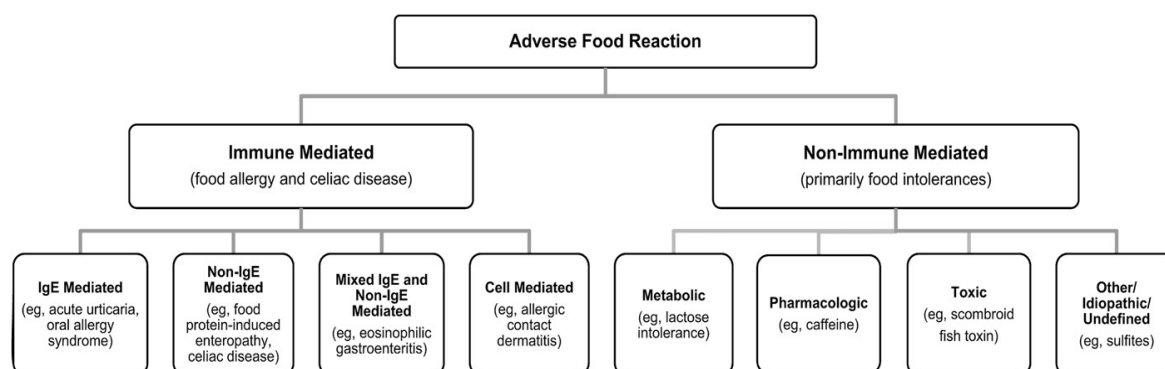 Adverse Food Reaction
Immune Mediated
(food allergy and celiac disease)
Non-Immune Mediated
(primarily food intolerances)
IgE Mediated
(eg, acute urticaria,
oral allergy
syndrome)
Non-IgE
Mediated
(eg, food
protein-induced
enteropathy,
celiac disease)
Mixed IgE and
Non-IgE
Mediated
(eg, eosinophilic
gastroenteritis)
Cell Mediated
(eg, allergic
contact
dermatitis)
Metabolic
(eg, lactose
intolerance)
Pharmacologic
(eg, caffeine)
Toxic
(eg, scombroid
fish toxin)
Other/
Idiopathic/
Undefined
(eg, sulfites)